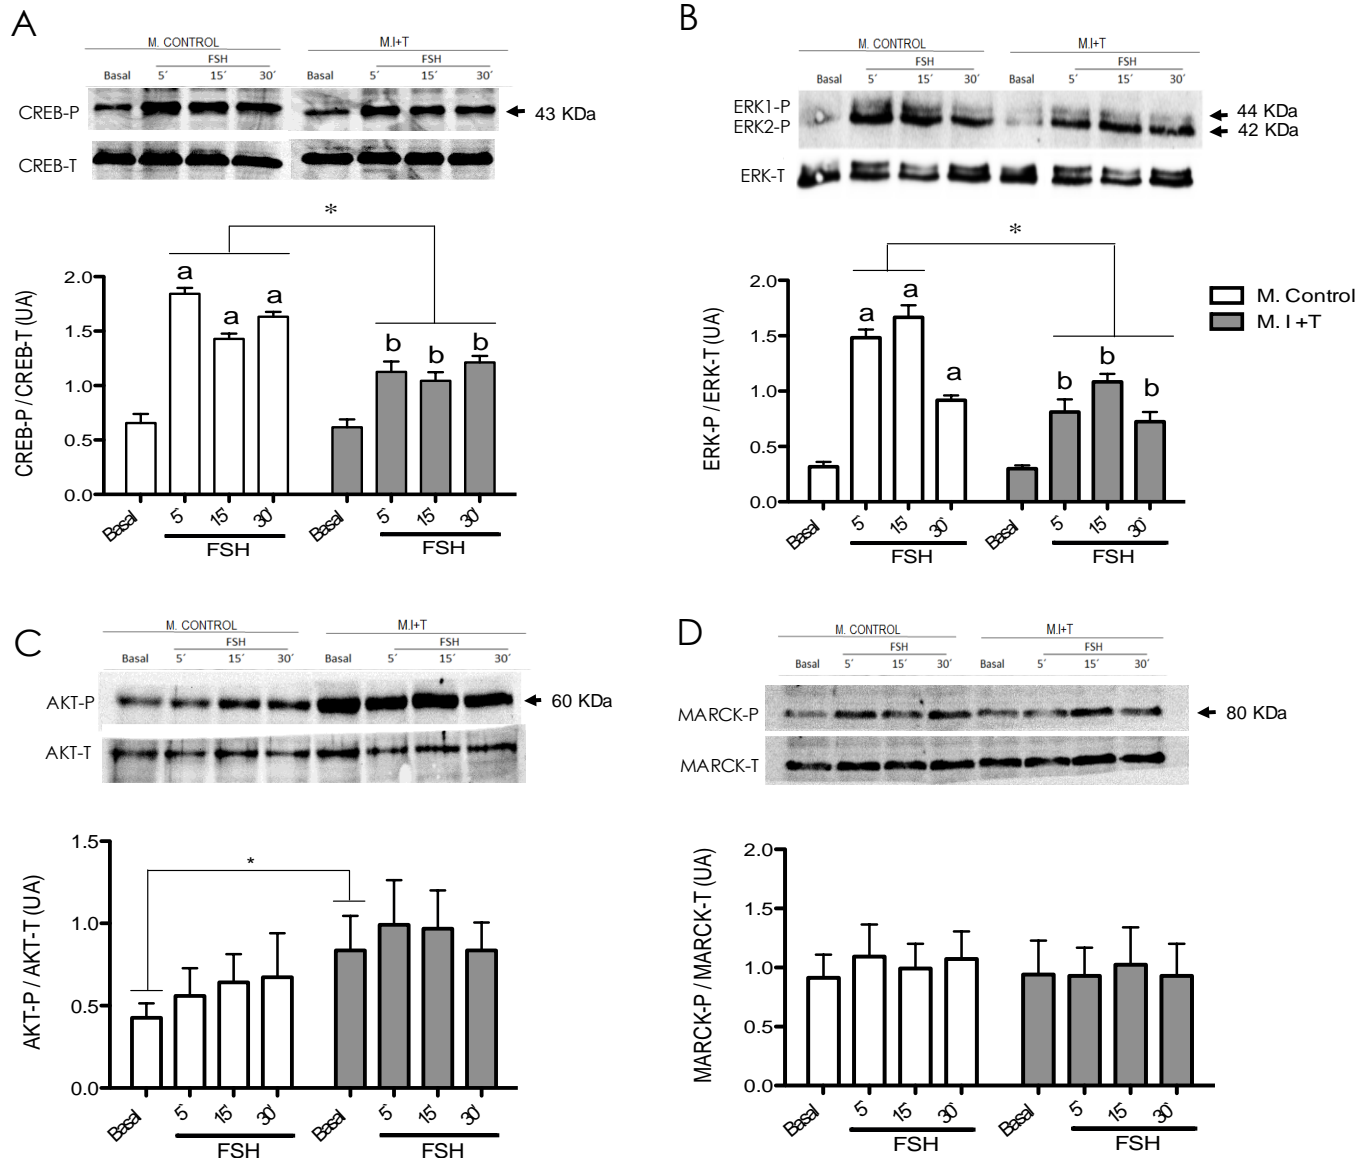 A
M. CONTROL M.I+T
FSH FSH
Basal 5´ 15´ 30´ Basal 5´ 15´ 30´
CREB-P 43 KDa
CREB-T
*
CREB-P / CREB-T (UA)
2.0
1.5
1.0
0.5
0.0
a a a b b b
Basal 5` 15` 30` Basal 5` 15` 30`
FSH FSH
B
M. CONTROL M.I+T
FSH FSH
Basal 5´ 15´ 30´ Basal 5´ 15´ 30´
ERK1-P 44 KDa
ERK2-P 42 KDa
ERK-T
*
ERK-P / ERK-T (UA)
2.0
1.5
1.0
0.5
0.0
a a a b b b
Basal 5` 15` 30` Basal 5` 15` 30`
FSH FSH
M. Control
M. I+T
C
M. CONTROL M.I+T
FSH FSH
Basal 5´ 15´ 30´ Basal 5´ 15´ 30´
AKT-P 60 KDa
AKT-T
*
AKT-P / AKT-T (UA)
1.5
1.0
0.5
0.0
Basal 5` 15` 30` Basal 5` 15` 30`
FSH FSH
D
M. CONTROL M.I+T
FSH FSH
Basal 5´ 15´ 30´ Basal 5´ 15´ 30´
MARCK-P 80 KDa
MARCK-T
MARCK-P / MARCK-T (UA)
2.0
1.5
1.0
0.5
0.0
Basal 5` 15` 30` Basal 5` 15` 30`
FSH FSH